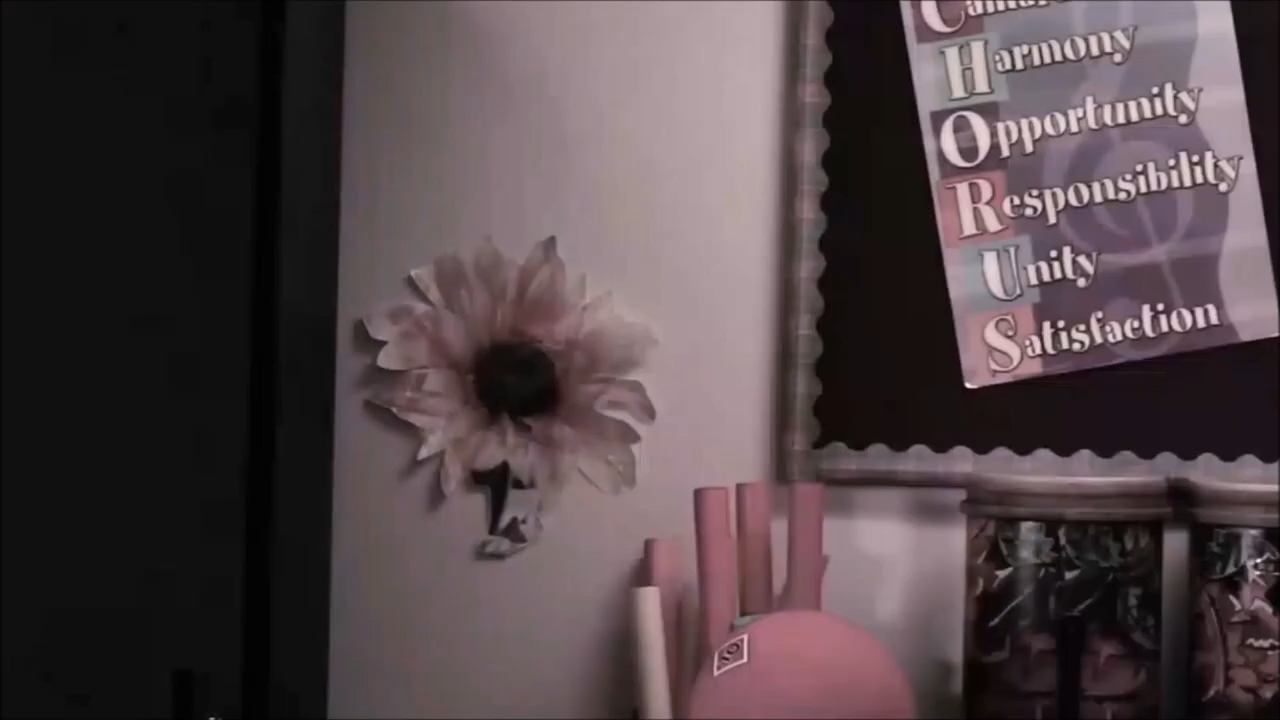 Harmony
Opportunity
Responsibility
Unity
Satisfaction